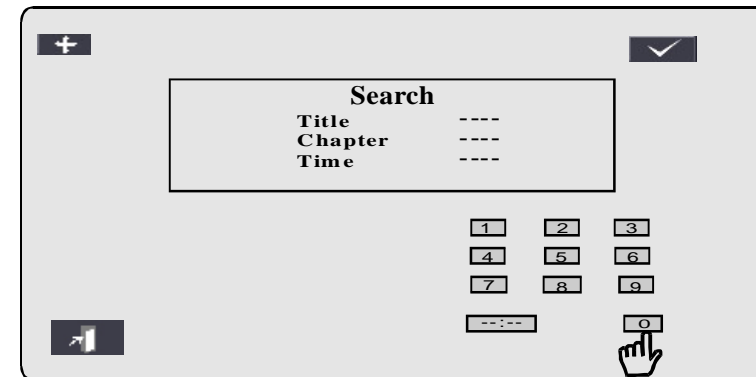 Search
Title ----
Chapter ----
Time ----
1 2 3
4 5 6
7 8 9
--:-- 0